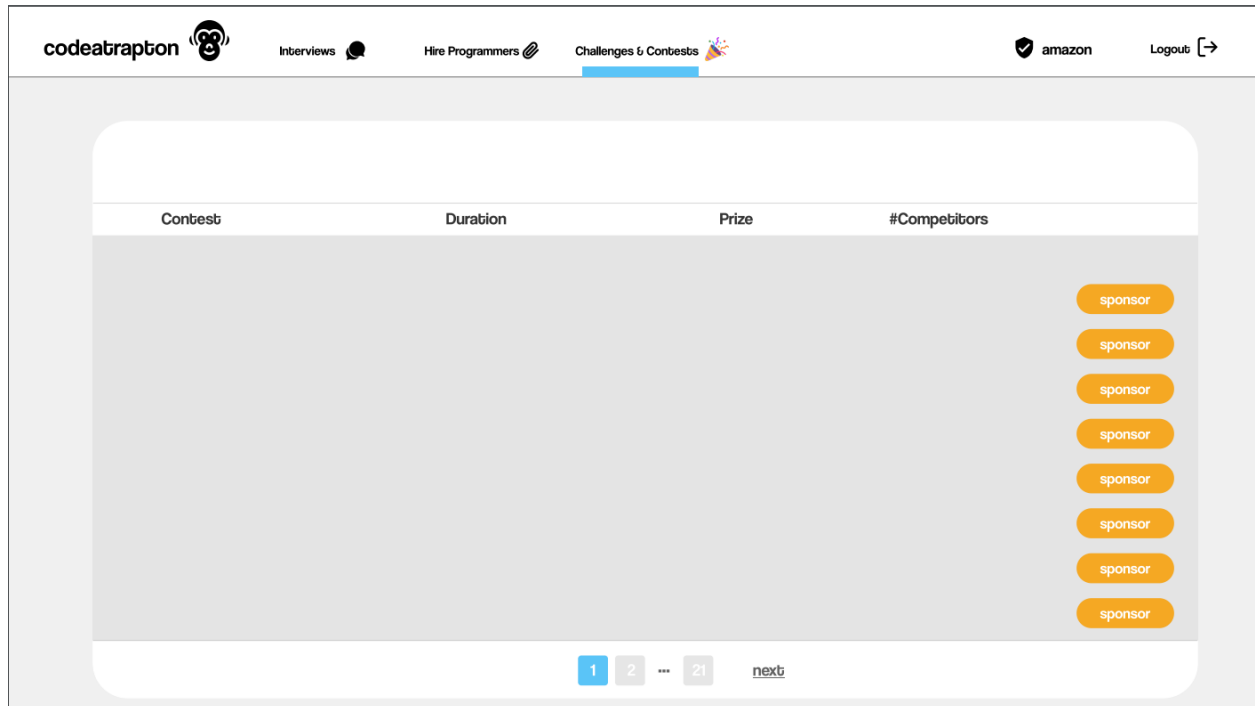 codeatrapton Interviews Hire Programmers Challenges & Contests amazon Logout
Contest Duration Prize #Competitors
sponsor
sponsor
sponsor
sponsor
sponsor
sponsor
sponsor
sponsor
1 2 ... 21 next